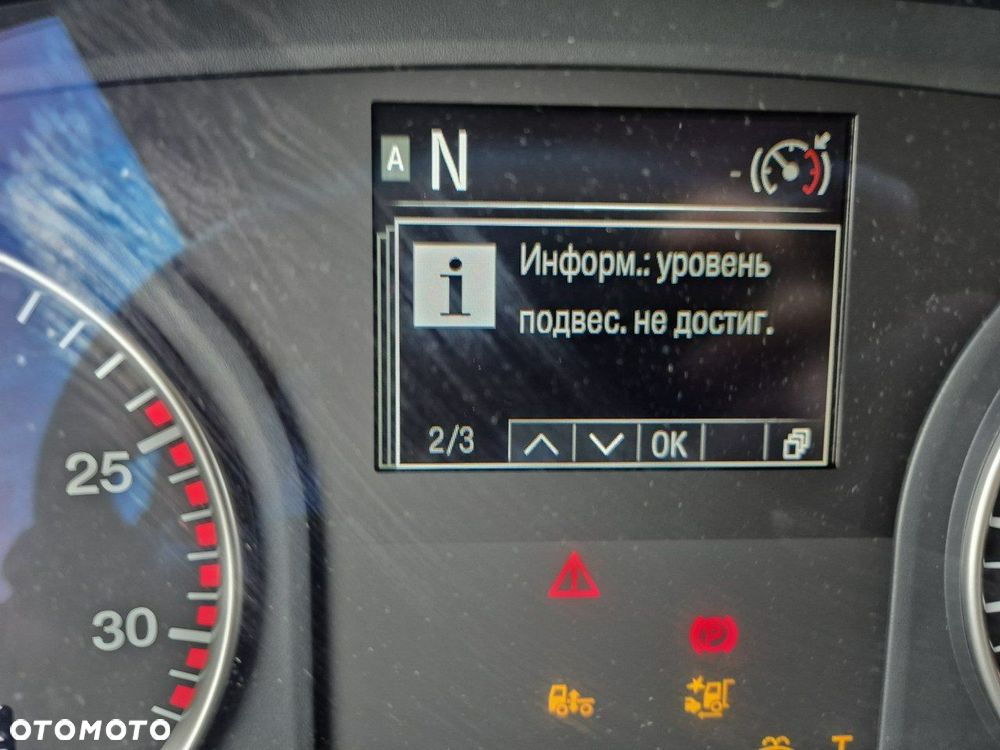 A N
Информ.: уровень
подвес. не достиг.
2/3 OK
25
30
P
OTOMOTO